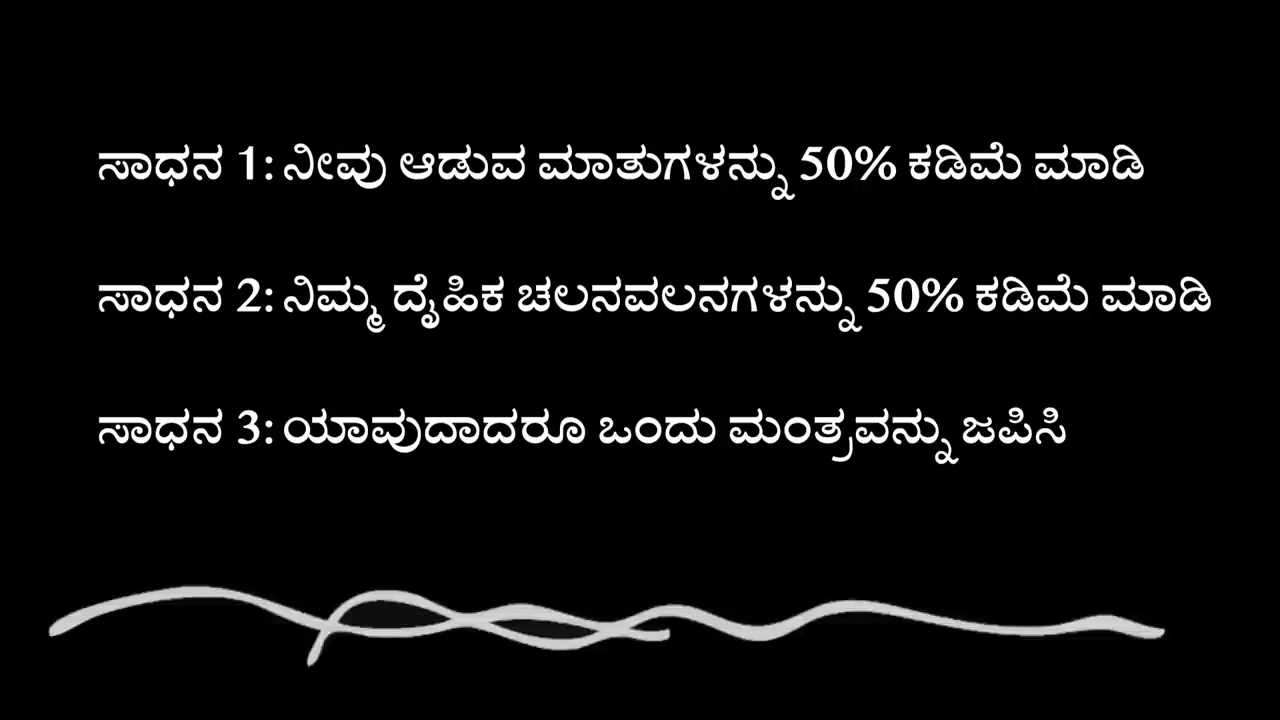 ಸಾಧನ 1: ನೀವು ಆಡುವ ಮಾತುಗಳನ್ನು 50% ಕಡಿಮೆ ಮಾಡಿ
ಸಾಧನ 2: ನಿಮ್ಮ ದೈಹಿಕ ಚಲನವಲನಗಳನ್ನು 50% ಕಡಿಮೆ ಮಾಡಿ
ಸಾಧನ 3: ಯಾವುದಾದರೂ ಒಂದು ಮಂತ್ರವನ್ನು ಜಪಿಸಿ